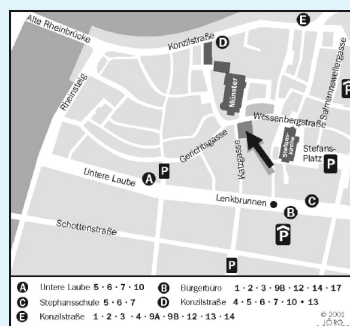 E
Alte Rheinbrücke
Konzilstraße
D
Rheinsteig
Münster
Salmannsweilergasse
P
Wessenbergstraße
Gerichtsgasse
Katzgasse
Stefans-
Platz
P
P
Untere Laube A
Lenkbrunnen
C
B
Schottenstraße
P
P
A Untere Laube 5 · 6 · 7 · 10
B Bürgerbüro 1 · 2 · 3 · 9B · 12 · 14 · 17
C Stephansschule 5 · 6 · 7
D Konzilstraße 4 · 5 · 6 · 7 · 10 · 13
E Konzilstraße 1 · 2 · 3 · 4 · 9A · 9B · 12 · 13 · 14
© 2001